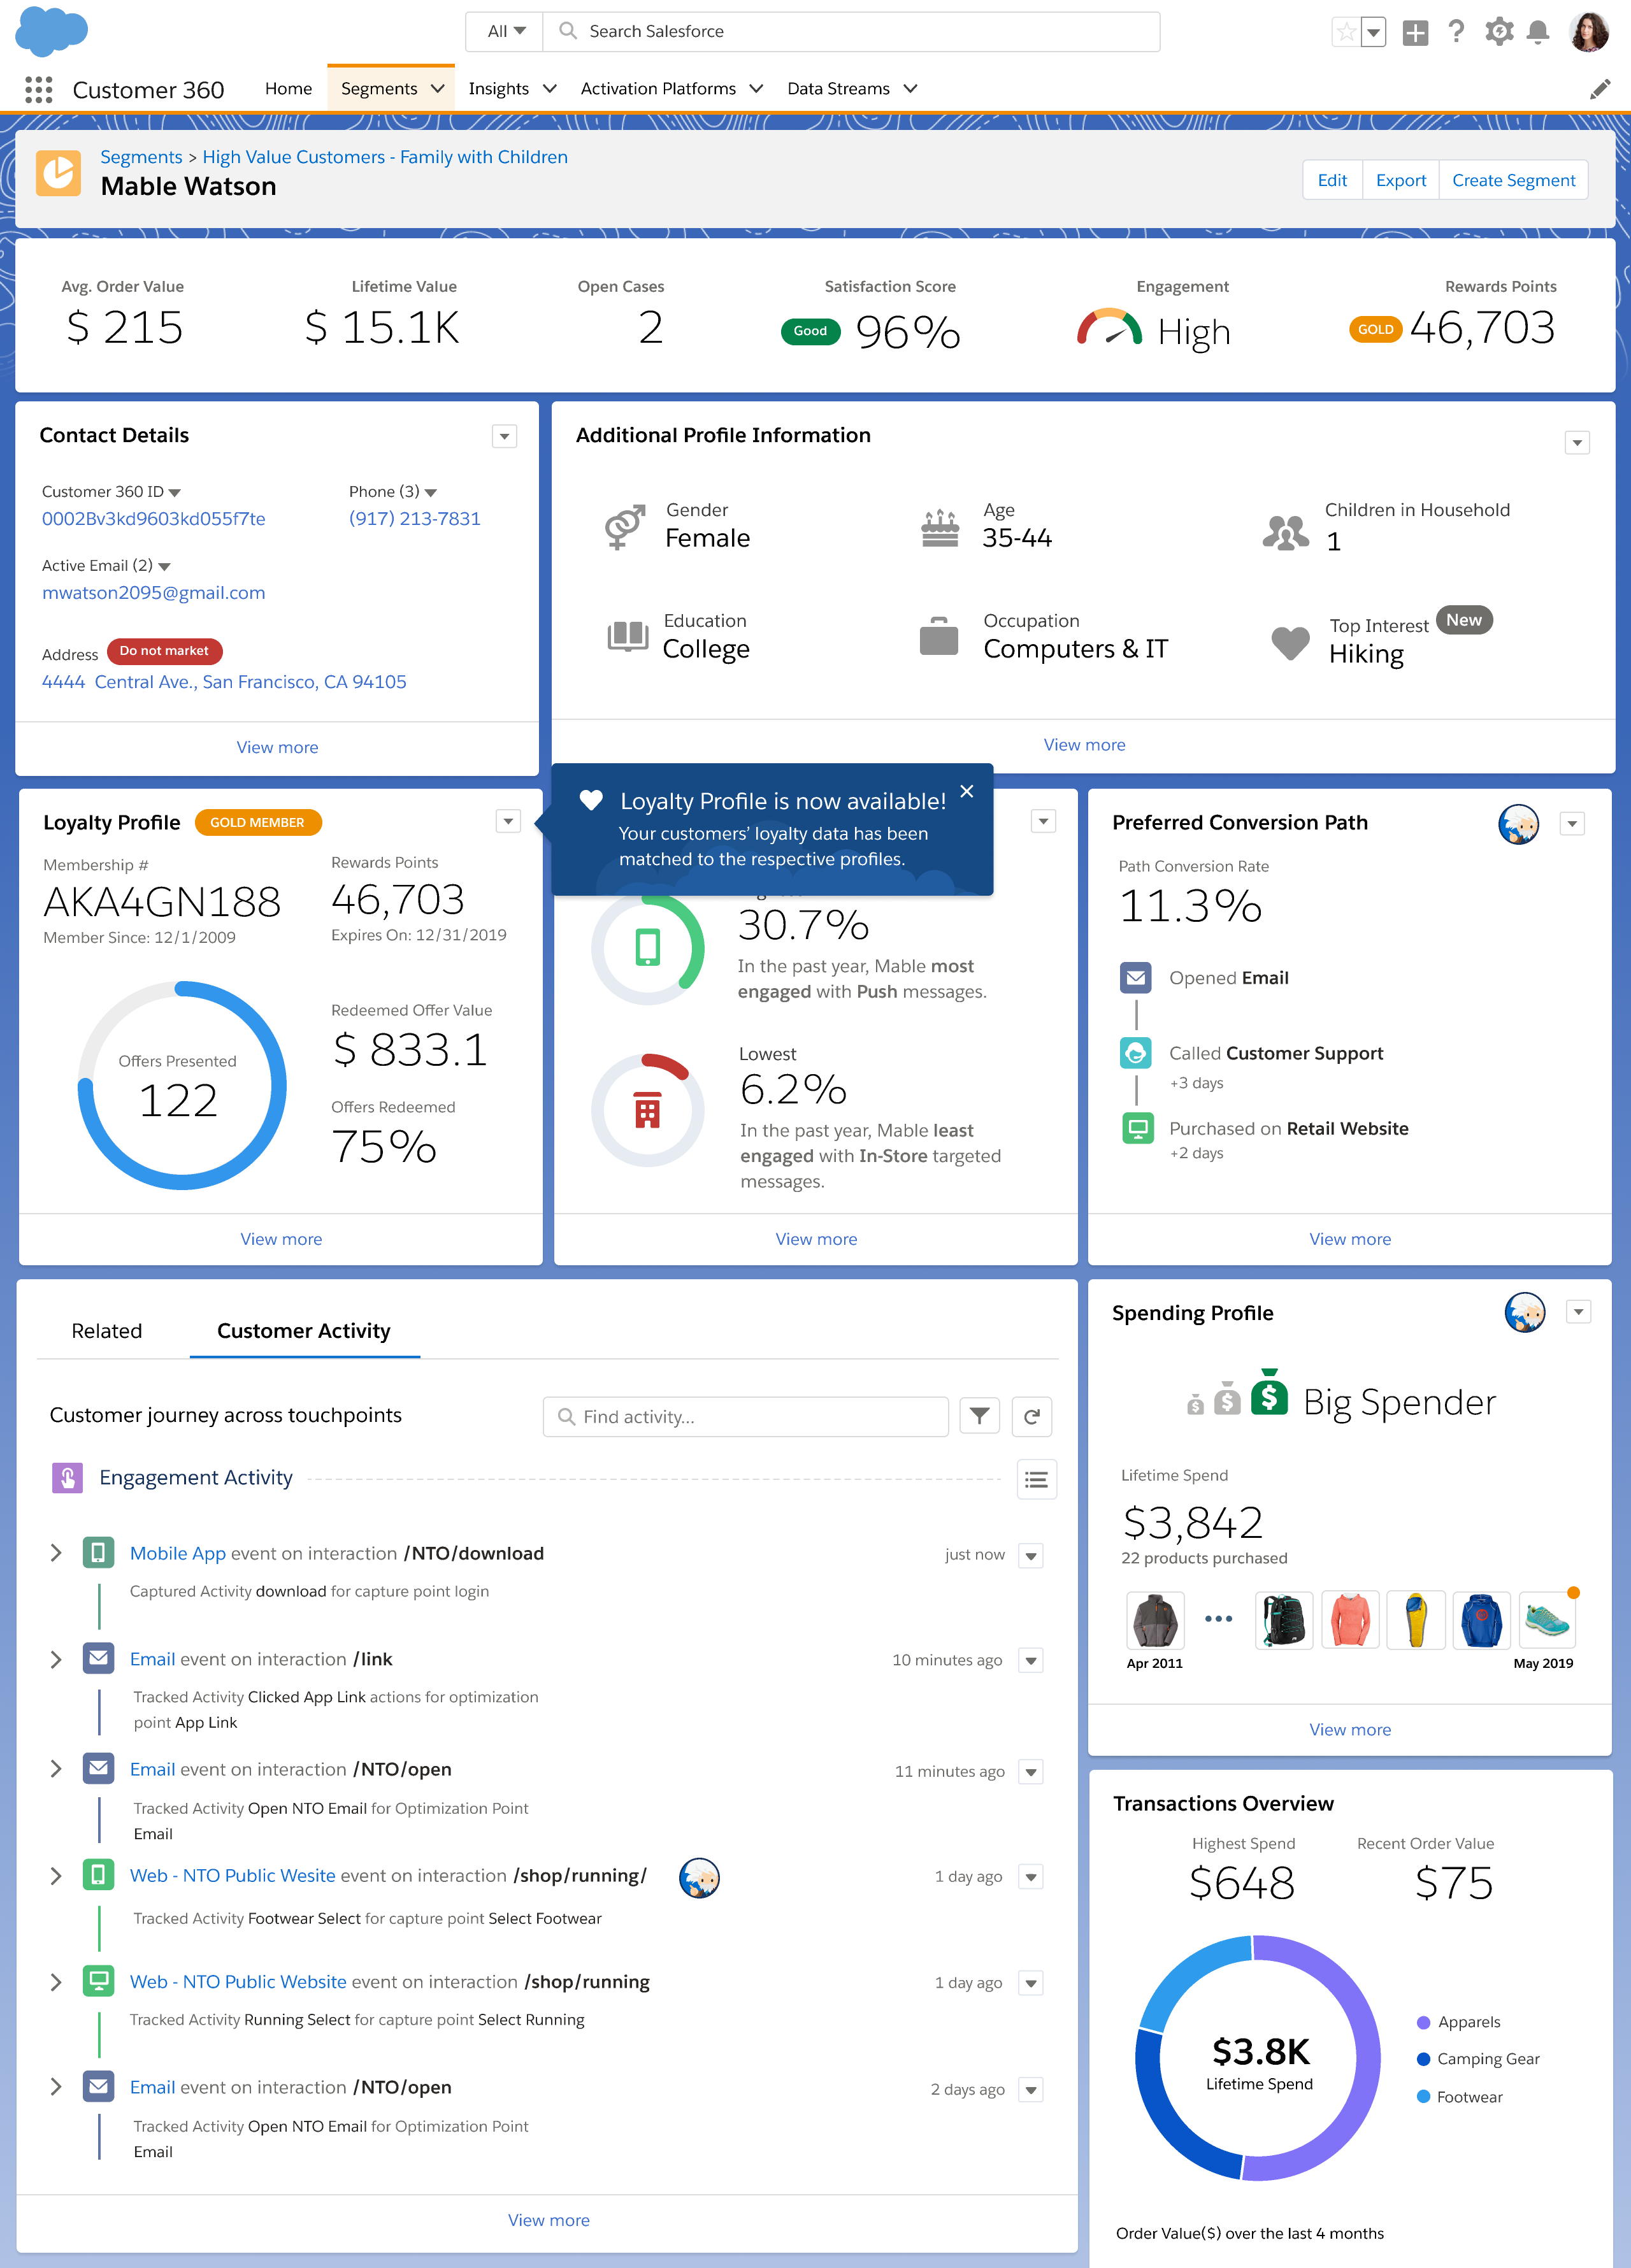 All
Search Salesforce
Customer 360
Home
Segments
Insights
Activation Platforms
Data Streams
Segments > High Value Customers - Family with Children
Mable Watson
Edit
Export
Create Segment
Avg. Order Value
$ 215
Lifetime Value
$ 15.1K
Open Cases
2
Satisfaction Score
Good
96%
Engagement
High
Rewards Points
GOLD
46,703
Contact Details
Customer 360 ID
0002Bv3kd9603kd055f7te
Phone (3)
(917) 213-7831
Active Email (2)
mwatson2095@gmail.com
Address
Do not market
4444 Central Ave., San Francisco, CA 94105
View more
Additional Profile Information
Gender
Female
Age
35-44
Children in Household
1
Education
College
Occupation
Computers & IT
Top Interest
New
Hiking
View more
Loyalty Profile
GOLD MEMBER
Membership #
AKA4GN188
Member Since: 12/1/2009
Rewards Points
46,703
Expires On: 12/31/2019
Offers Presented
122
Redeemed Offer Value
$ 833.1
Offers Redeemed
75%
View more
Loyalty Profile is now available!
Your customers' loyalty data has been
matched to the respective profiles.
30.7%
In the past year, Mable most
engaged with Push messages.
Lowest
6.2%
In the past year, Mable least
engaged with In-Store targeted
messages.
View more
Preferred Conversion Path
Path Conversion Rate
11.3%
Opened Email
Called Customer Support
+3 days
Purchased on Retail Website
+2 days
View more
Related
Customer Activity
Customer journey across touchpoints
Find activity...
Engagement Activity
Mobile App event on interaction /NTO/download
just now
Captured Activity download for capture point login
Email event on interaction /link
10 minutes ago
Tracked Activity Clicked App Link actions for optimization
point App Link
Email event on interaction /NTO/open
11 minutes ago
Tracked Activity Open NTO Email for Optimization Point
Email
Web - NTO Public Wesite event on interaction /shop/running/
1 day ago
Tracked Activity Footwear Select for capture point Select Footwear
Web - NTO Public Website event on interaction /shop/running
1 day ago
Tracked Activity Running Select for capture point Select Running
Email event on interaction /NTO/open
2 days ago
Tracked Activity Open NTO Email for Optimization Point
Email
View more
Spending Profile
Big Spender
Lifetime Spend
$3,842
22 products purchased
Apr 2011
May 2019
View more
Transactions Overview
Highest Spend
$648
Recent Order Value
$75
$3.8K
Lifetime Spend
Apparels
Camping Gear
Footwear
Order Value($) over the last 4 months